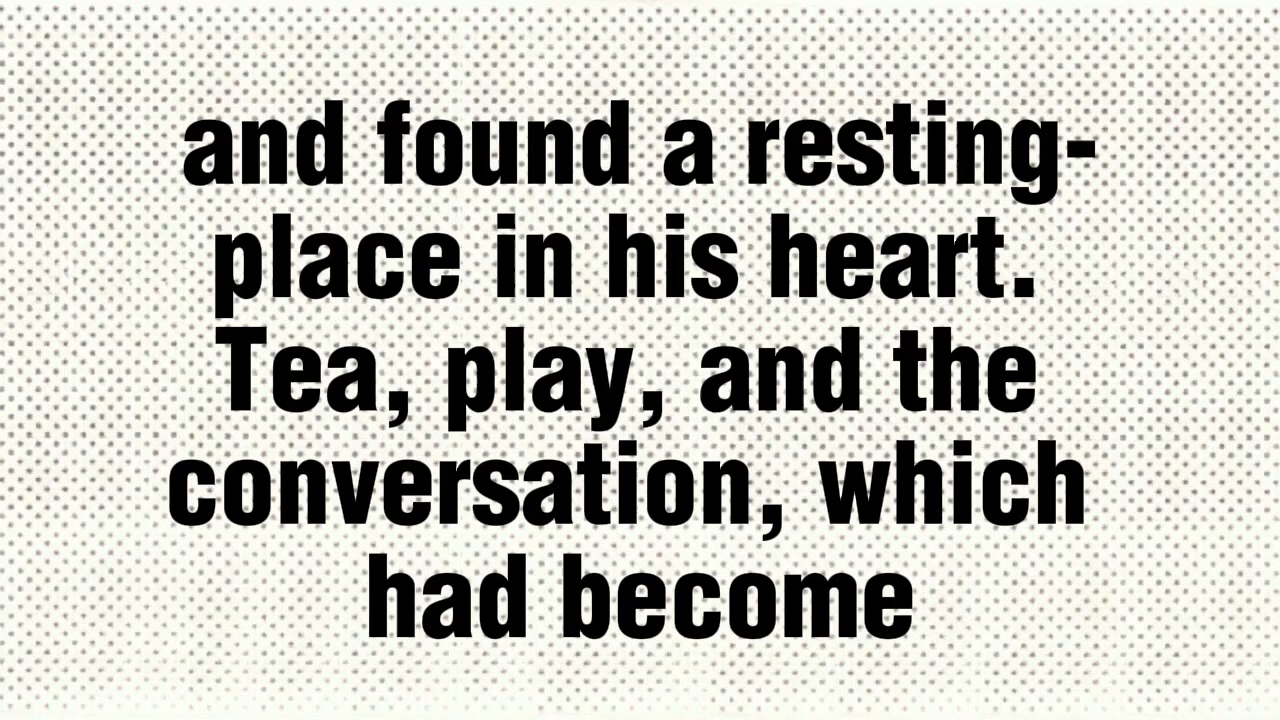 and found a resting-
place in his heart.
Tea, play, and the
conversation, which
had become